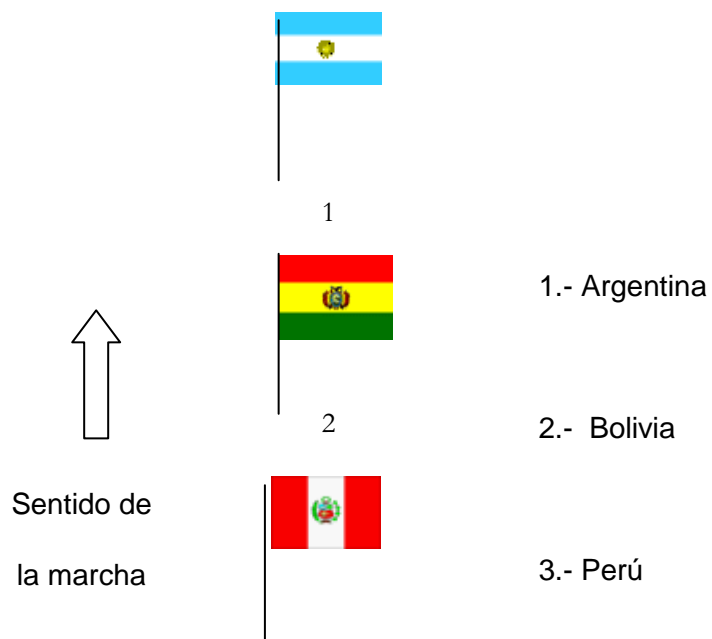 1
1.- Argentina
2
2.- Bolivia
Sentido de
la marcha
3.- Perú